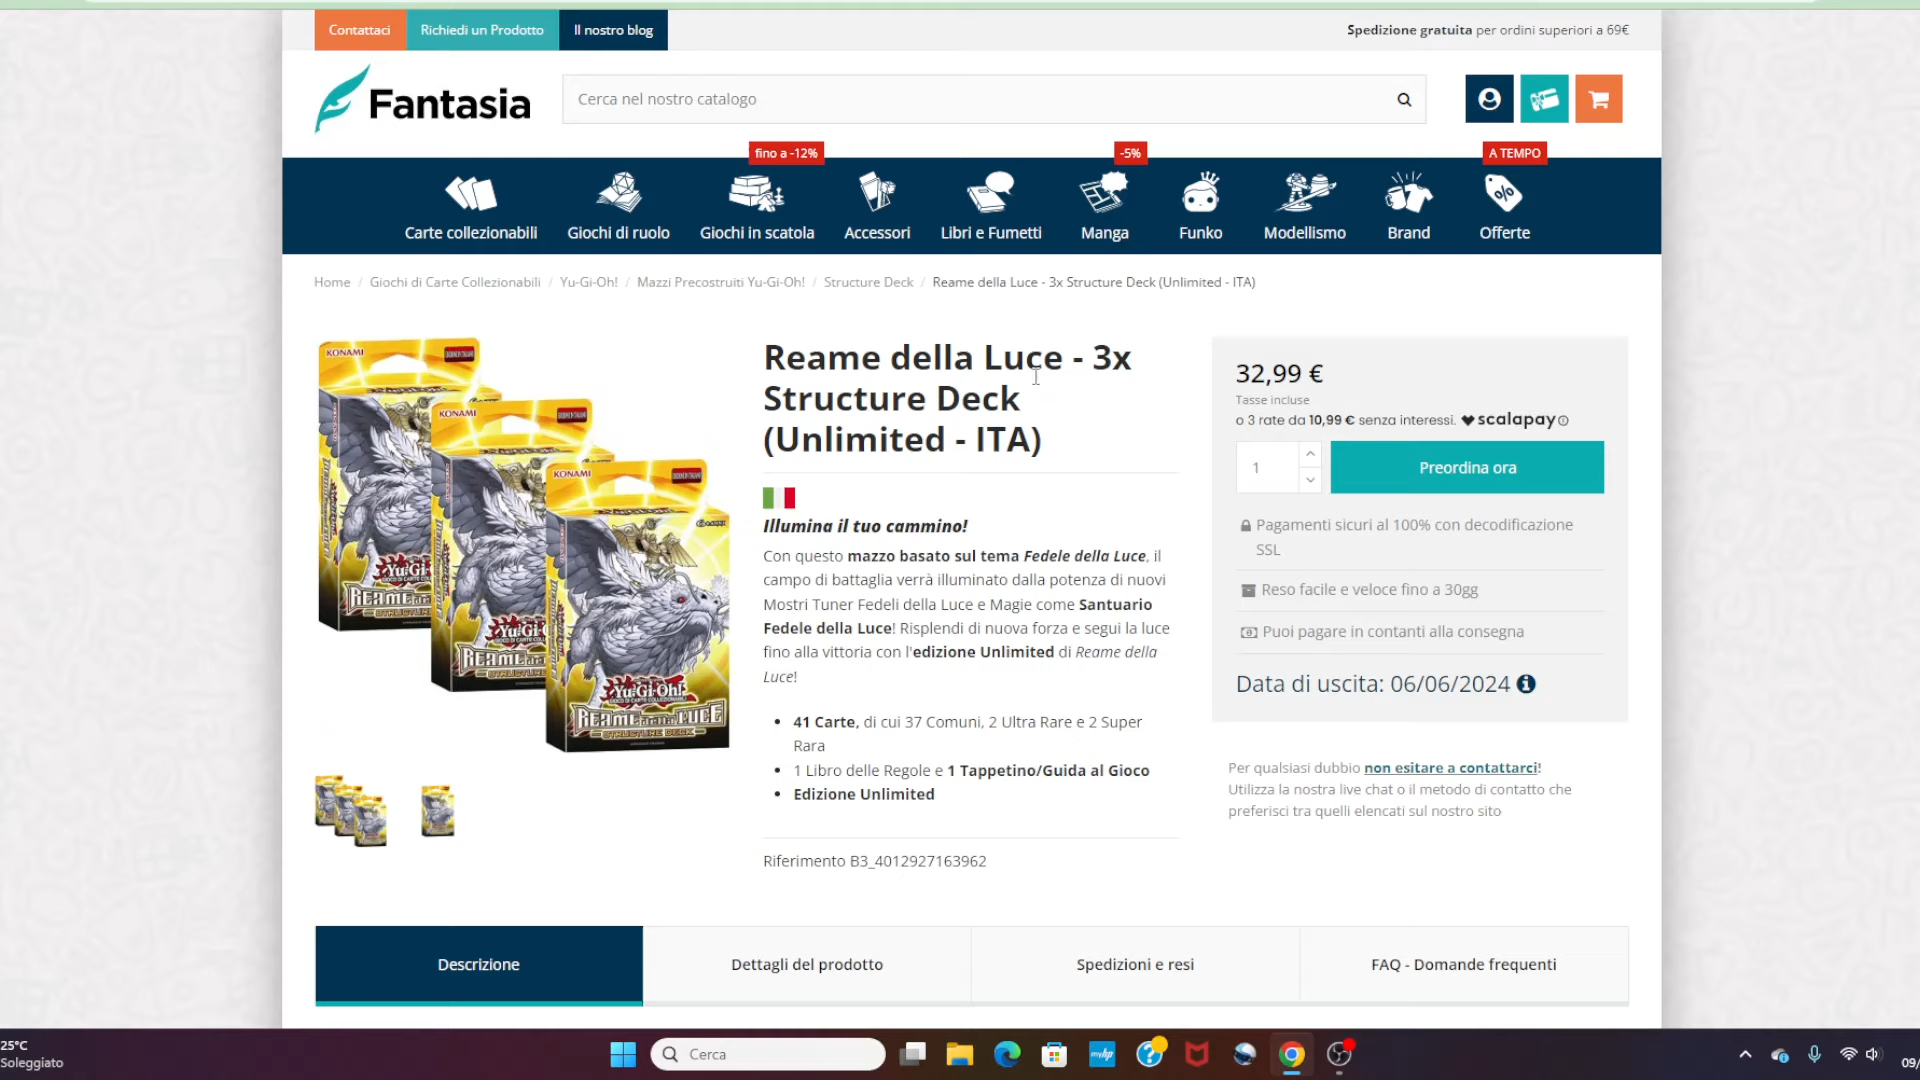 Contattaci
Richiedi un Prodotto
Il nostro blog
Spedizione gratuita per ordini superiori a 69€
Fantasia
Cerca nel nostro catalogo
fino a -12%
-5%
A TEMPO
Carte collezionabili
Giochi di ruolo
Giochi in scatola
Accessori
Libri e Fumetti
Manga
Funko
Modellismo
Brand
Offerte
Home / Giochi di Carte Collezionabili / Yu-Gi-Oh! / Mazzi Precostruiti Yu-Gi-Oh! / Structure Deck / Reame della Luce - 3x Structure Deck (Unlimited - ITA)
KONAMI
KONAMI
KONAMI
Yu-Gi-Oh!
REAME della LUCE
STRUCTURE DECK
Reame della Luce - 3x
Structure Deck
(Unlimited - ITA)
Illumina il tuo cammino!
Con questo mazzo basato sul tema Fedele della Luce, il
campo di battaglia verrà illuminato dalla potenza di nuovi
Mostri Tuner Fedeli della Luce e Magie come Santuario
Fedele della Luce! Risplendi di nuova forza e segui la luce
fino alla vittoria con l'edizione Unlimited di Reame della
Luce!
• 41 Carte, di cui 37 Comuni, 2 Ultra Rare e 2 Super
Rara
• 1 Libro delle Regole e 1 Tappetino/Guida al Gioco
• Edizione Unlimited
Riferimento B3_4012927163962
32,99 €
Tasse incluse
o 3 rate da 10,99 € senza interessi. scalapay
1
Preordina ora
Pagamenti sicuri al 100% con decodificazione
SSL
Reso facile e veloce fino a 30gg
Puoi pagare in contanti alla consegna
Data di uscita: 06/06/2024
Per qualsiasi dubbio non esitare a contattarci!
Utilizza la nostra live chat o il metodo di contatto che
preferisci tra quelli elencati sul nostro sito
Descrizione
Dettagli del prodotto
Spedizioni e resi
FAQ - Domande frequenti
25°C
Soleggiato
Cerca
myhp
09/